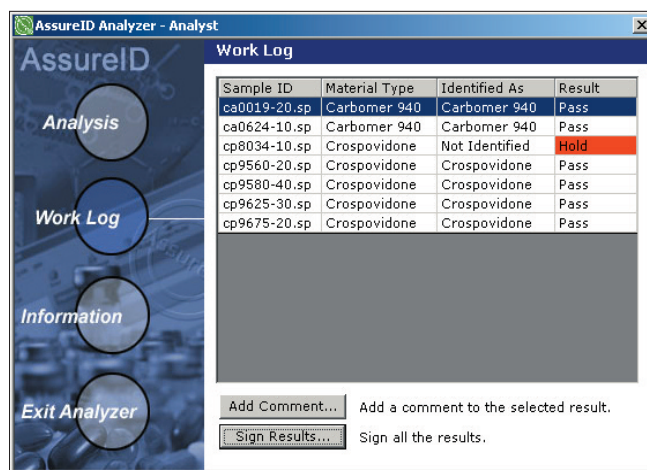 AssureID Analyzer - Analyst
AssureID
Work Log
Sample ID Material Type Identified As Result
ca0019-20.sp Carbomer 940 Carbomer 940 Pass
ca0624-10.sp Carbomer 940 Carbomer 940 Pass
cp8034-10.sp Crospovidone Not Identified Hold
cp9560-20.sp Crospovidone Crospovidone Pass
cp9580-40.sp Crospovidone Crospovidone Pass
cp9625-30.sp Crospovidone Crospovidone Pass
cp9675-20.sp Crospovidone Crospovidone Pass
Analysis
Work Log
Information
Exit Analyzer
Add Comment... Add a comment to the selected result.
Sign Results... Sign all the results.